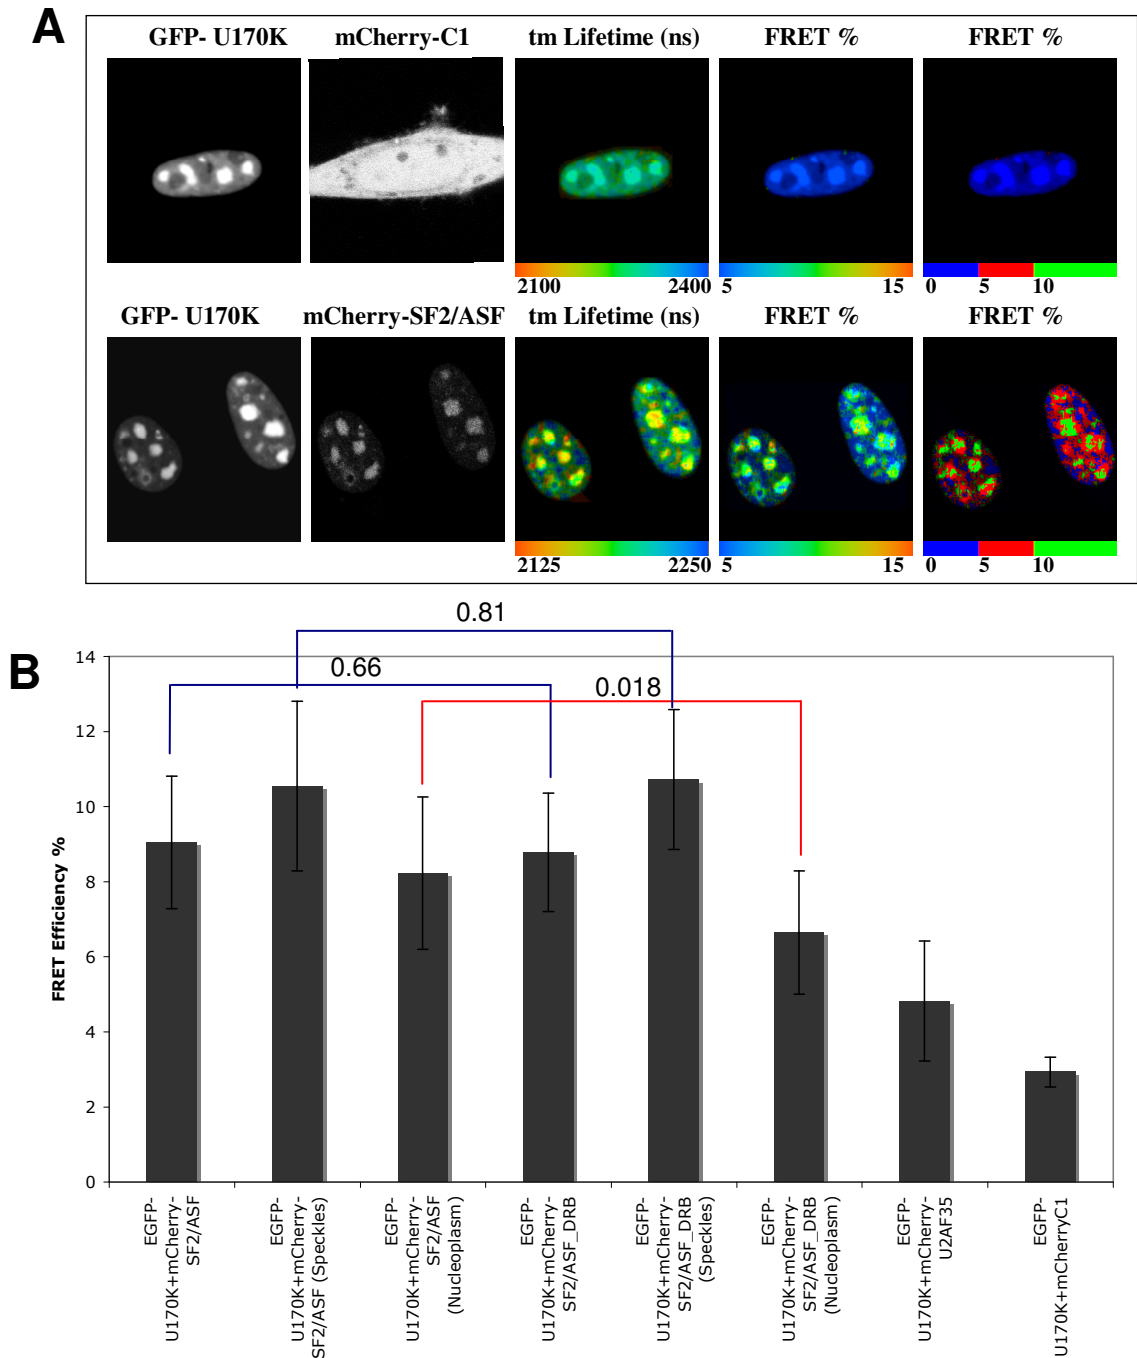 A
GFP- U170K mCherry-C1 tm Lifetime (ns) FRET % FRET %
2100 2400 5 15 0 5 10
GFP- U170K mCherry-SF2/ASF tm Lifetime (ns) FRET % FRET %
2125 2250 5 15 0 5 10
B
0.81
0.66
0.018
14
12
10
8
6
4
2
0
FRET Efficiency %
EGFP-
U170K+mCherry-
SF2/ASF
EGFP-
U170K+mCherry-
SF2/ASF (Speckles)
EGFP-
U170K+mCherry-
SF2/ASF
(Nucleoplasm)
EGFP-
U170K+mCherry-
SF2/ASF_DRB
EGFP-
U170K+mCherry-
SF2/ASF_DRB
(Speckles)
EGFP-
U170K+mCherry-
SF2/ASF_DRB
(Nucleoplasm)
EGFP-
U170K+mCherry-
U2AF35
EGFP-
U170K+mCherryC1